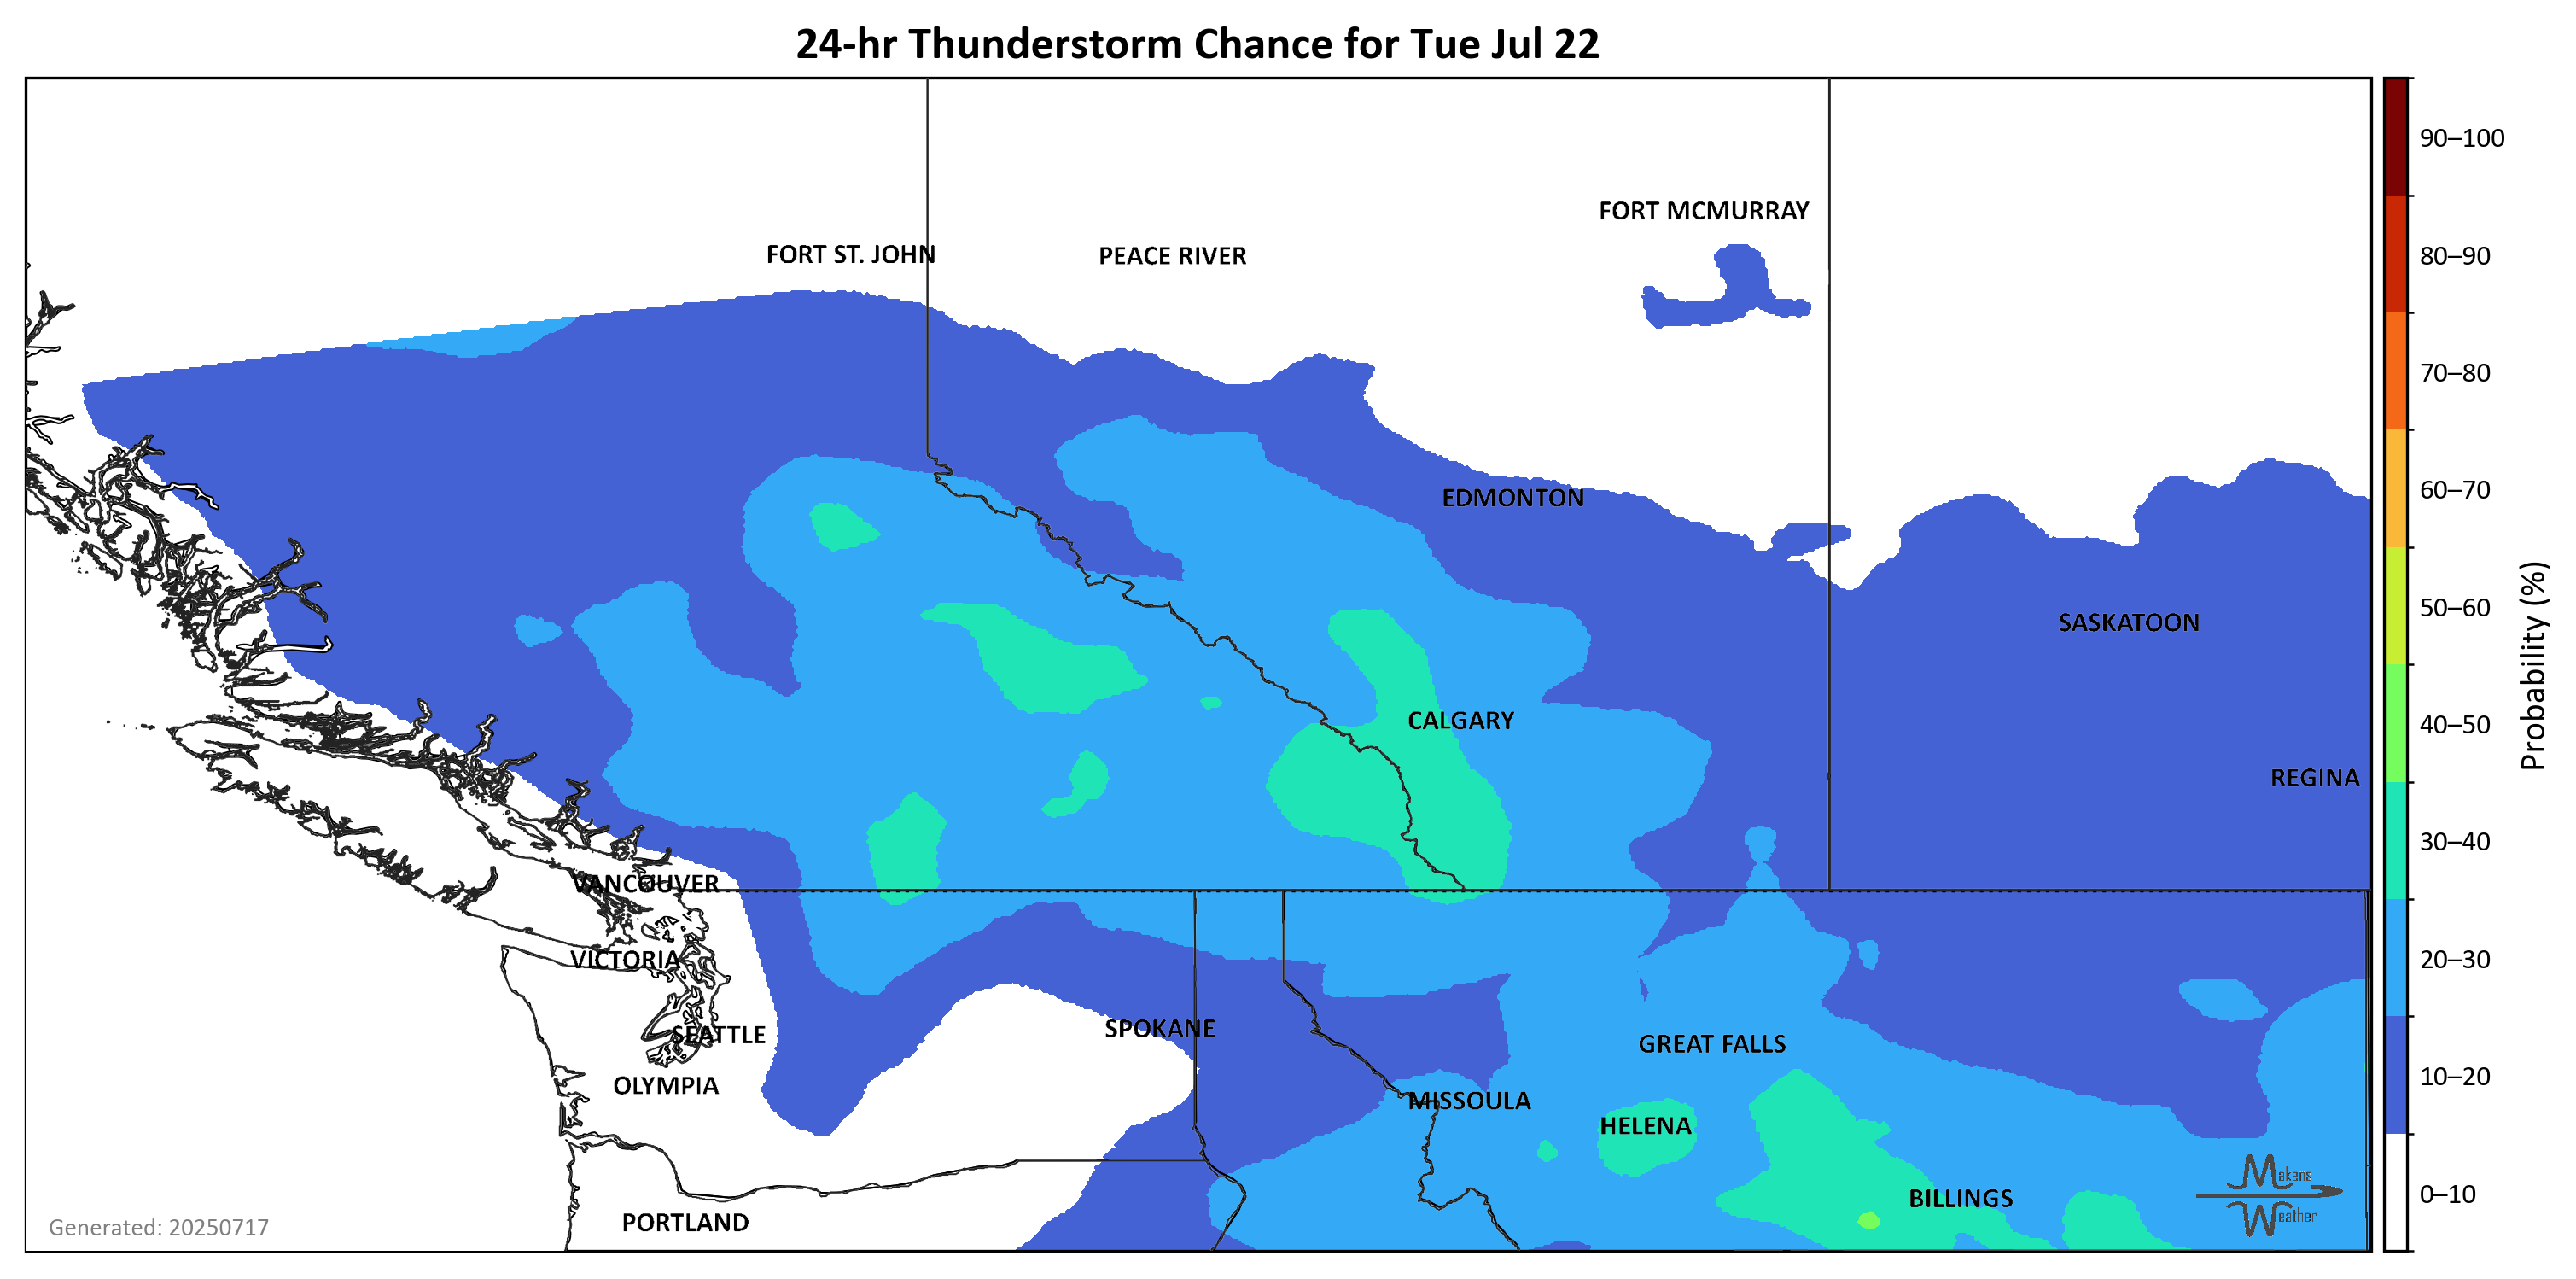 24-hr Thunderstorm Chance for Tue Jul 22
90–100
FORT MCMURRAY
FORT ST. JOHN
PEACE RIVER
80–90
70–80
60–70
EDMONTON
50–60
SASKATOON
Probability (%)
CALGARY
40–50
REGINA
30–40
VANCOUVER
VICTORIA
20–30
SPOKANE
SEATTLE
GREAT FALLS
OLYMPIA
10–20
MISSOULA
HELENA
Makens
Weather
BILLINGS
0–10
PORTLAND
Generated: 20250717